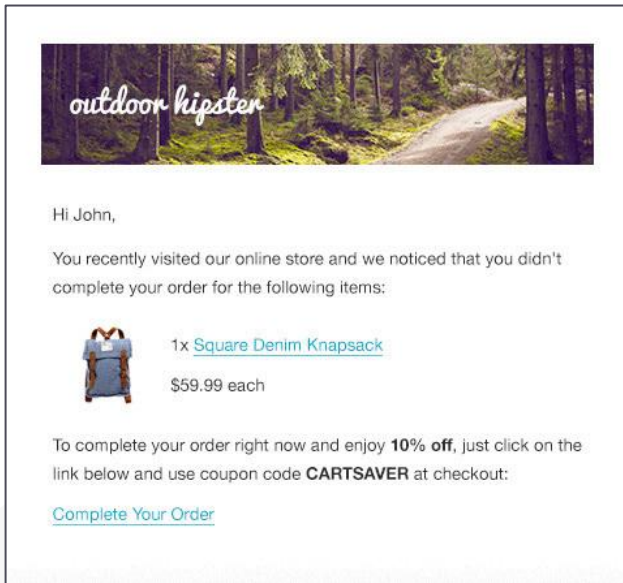 outdoor hipster
Hi John,
You recently visited our online store and we noticed that you didn't
complete your order for the following items:
1x Square Denim Knapsack
$59.99 each
To complete your order right now and enjoy 10% off, just click on the
link below and use coupon code CARTSAVER at checkout:
Complete Your Order